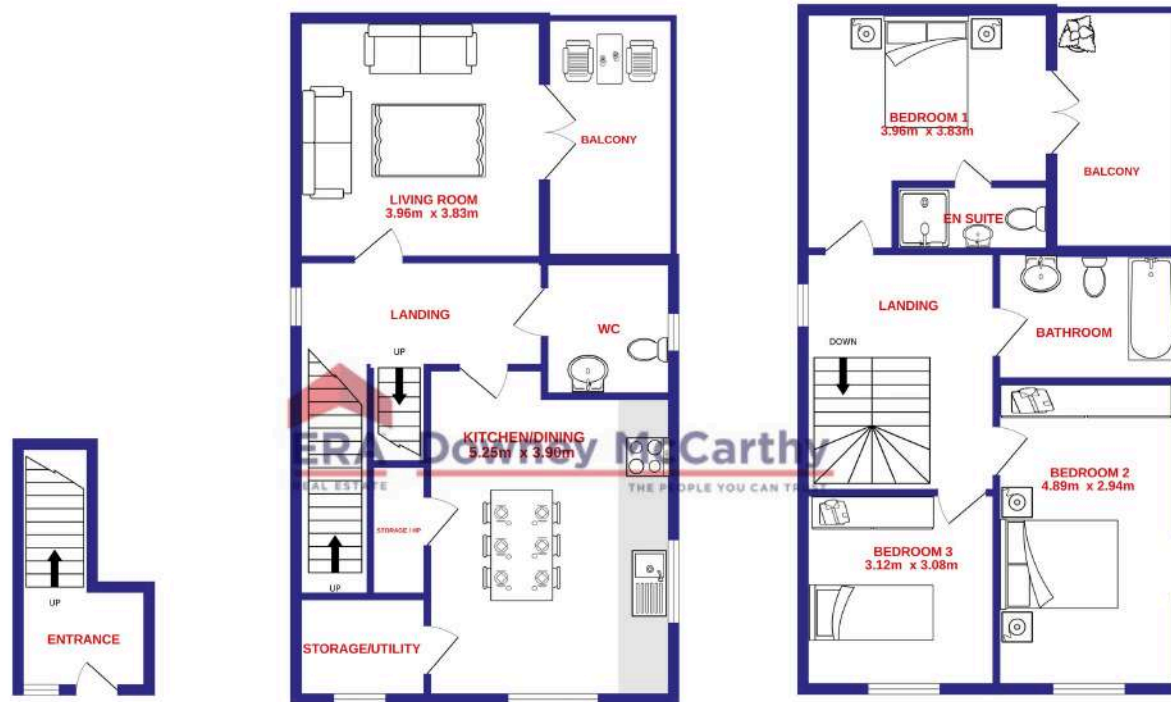 UP
ENTRANCE
LIVING ROOM
3.96m x 3.83m
BALCONY
LANDING
WC
UP
KITCHEN/DINING
5.25m x 3.90m
STORAGE / HP
UP
STORAGE/UTILITY
BEDROOM 1
3.96m x 3.83m
BALCONY
EN SUITE
LANDING
BATHROOM
DOWN
BEDROOM 2
4.89m x 2.94m
BEDROOM 3
3.12m x 3.08m
ERA Downey McCarthy
REAL ESTATE THE PEOPLE YOU CAN TRUST